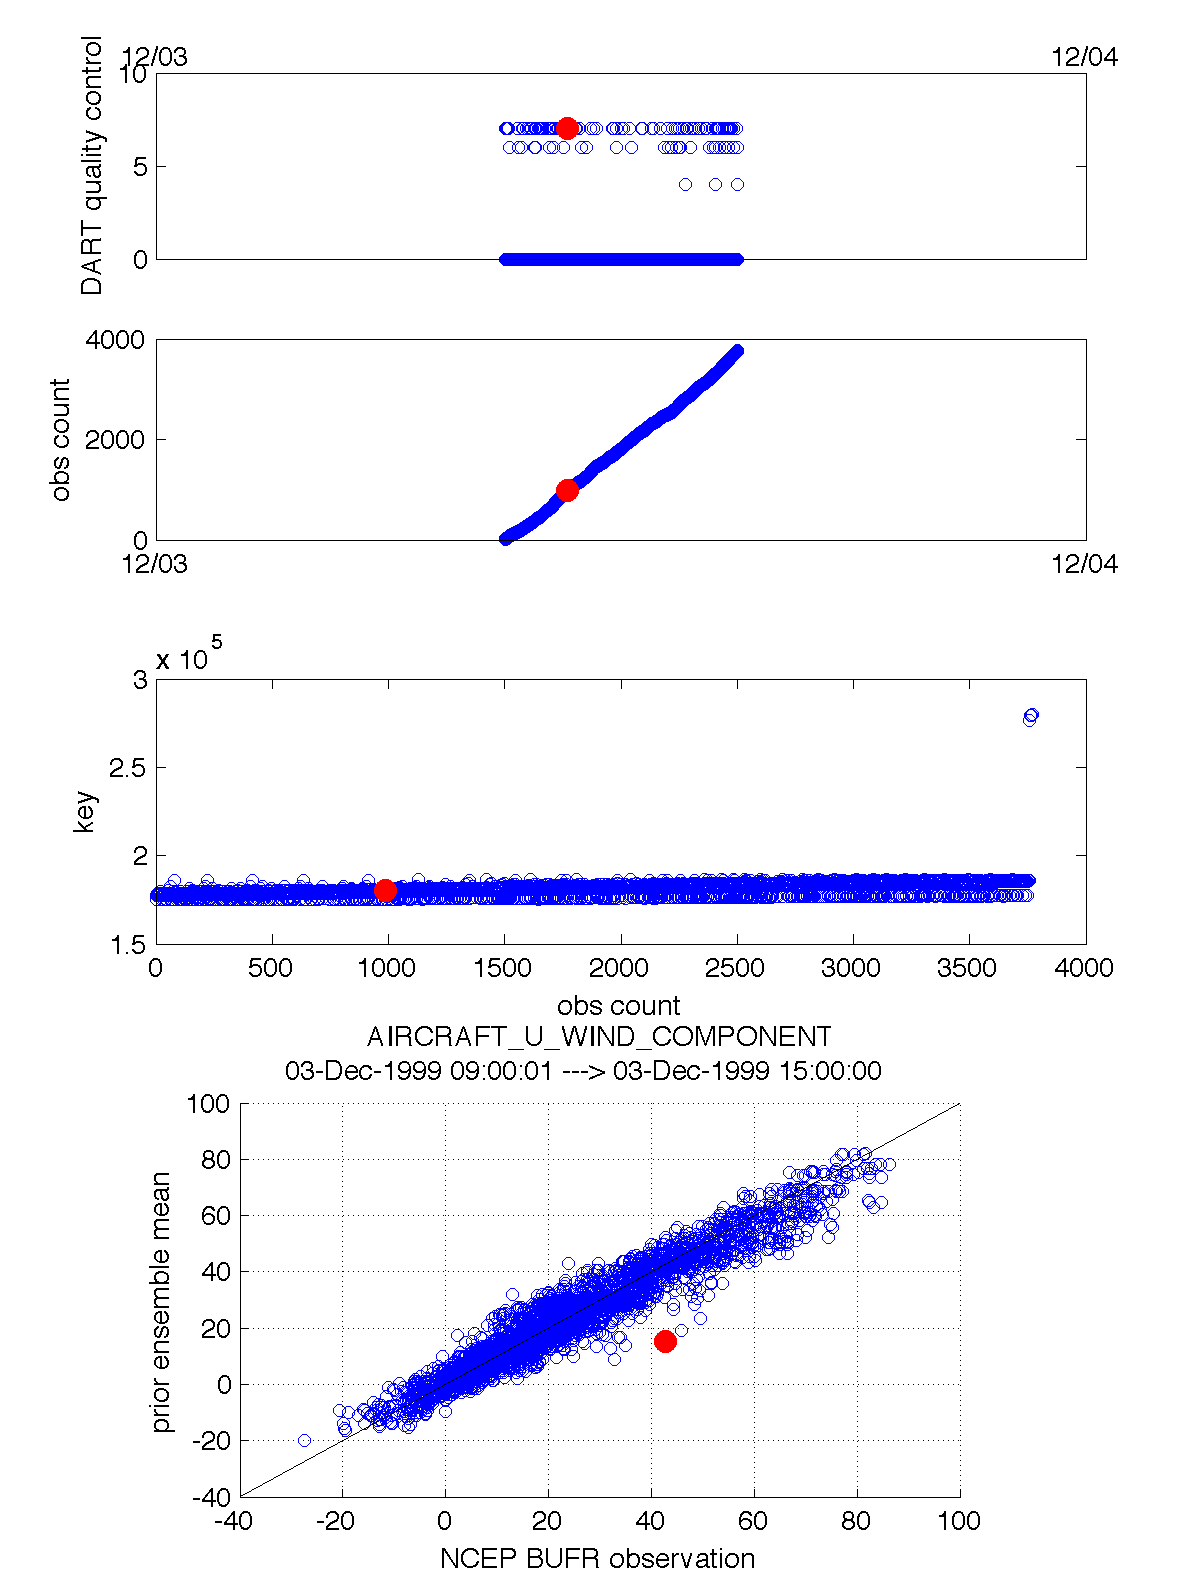 12/03 12/04
10
5
0
DART quality control
4000
2000
0
obs count
12/03 12/04
x 10^5
3
2.5
2
1.5
key
0 500 1000 1500 2000 2500 3000 3500 4000
obs count
AIRCRAFT_U_WIND_COMPONENT
03-Dec-1999 09:00:01 ---> 03-Dec-1999 15:00:00
100
80
60
40
20
0
-20
-40
prior ensemble mean
-40 -20 0 20 40 60 80 100
NCEP BUFR observation